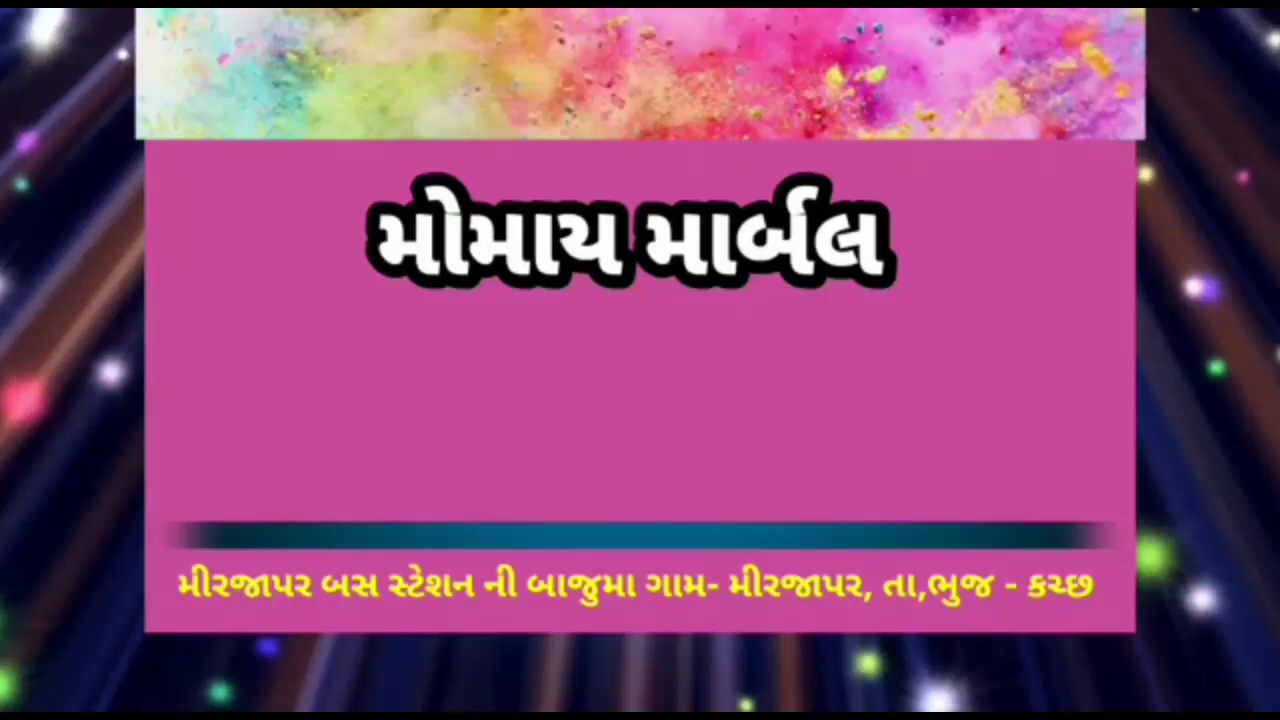 મોમાય માર્બલ
મીરજાપર બસ સ્ટેશન ની બાજુમા ગામ- મીરજાપર, તા,ભુજ - કચ્છ